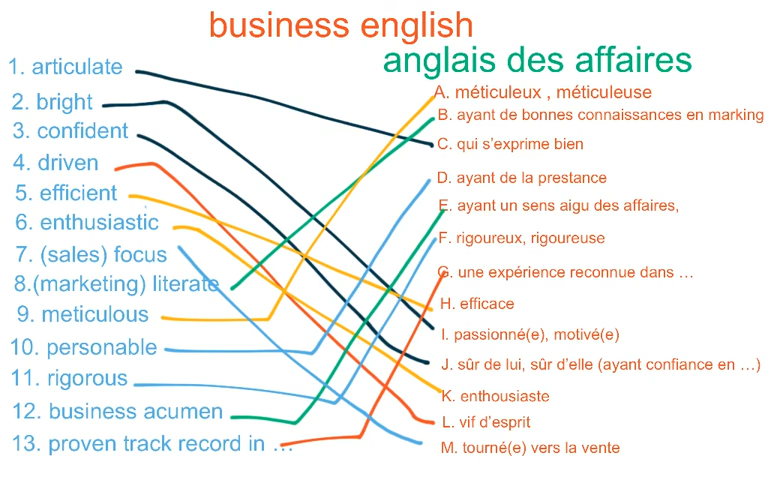 business english
anglais des affaires
1. articulate
2. bright
3. confident
4. driven
5. efficient
6. enthusiastic
7. (sales) focus
8.(marketing) literate
9. meticulous
10. personable
11. rigorous
12. business acumen
13. proven track record in ...
A. méticuleux , méticuleuse
B. ayant de bonnes connaissances en marking
C. qui s'exprime bien
D. ayant de la prestance
E. ayant un sens aigu des affaires,
F. rigoureux, rigoureuse
G. une expérience reconnue dans ...
H. efficace
I. passionné(e), motivé(e)
J. sûr de lui, sûr d'elle (ayant confiance en ...)
K. enthousiaste
L. vif d'esprit
M. tourné(e) vers la vente